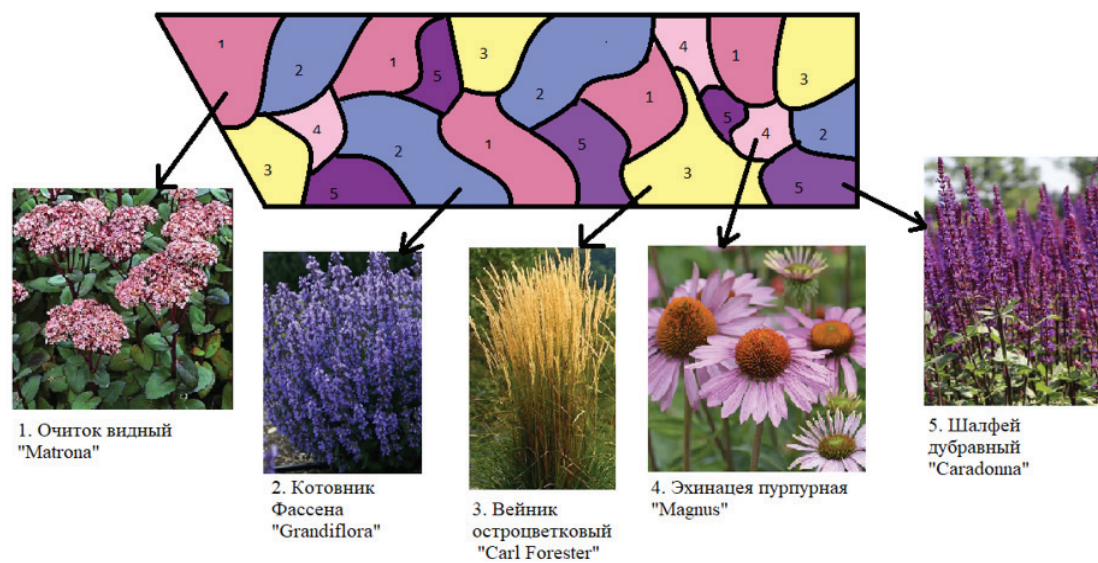 1 2 1 5 3 2 4 1 3
1 5 4 2
3 4 2 1 5 3 5
5
1. Очиток видный
"Matrona"
2. Котовник
Фассена
"Grandiflora"
3. Вейник
остроцветковый
"Carl Forester"
4. Эхинацея пурпурная
"Magnus"
5. Шалфей
дубравный
"Caradonna"